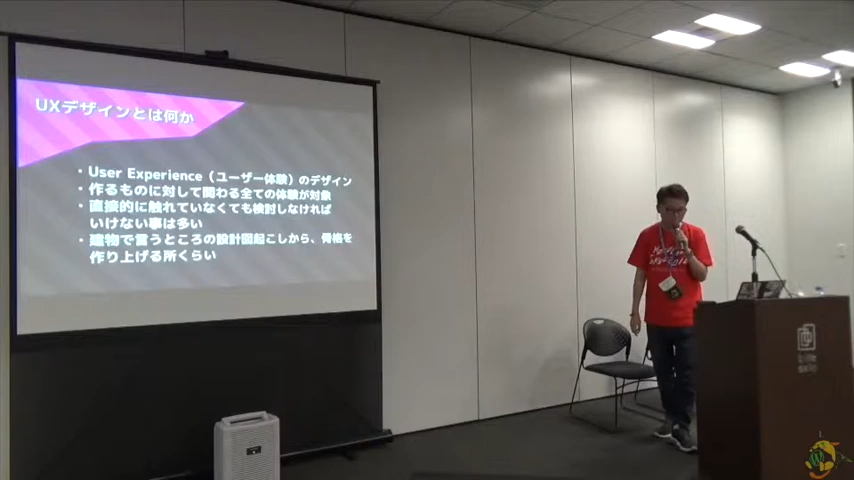 UXデザインとは何か
• User Experience（ユーザー体験）のデザイン
• 作るものに対して関わる全ての体験が対象
• 直接的に触れていなくても検討しなければ
いけない事は多い
• 建物で言うところの設計図起こしから、骨格を
作り上げる所くらい